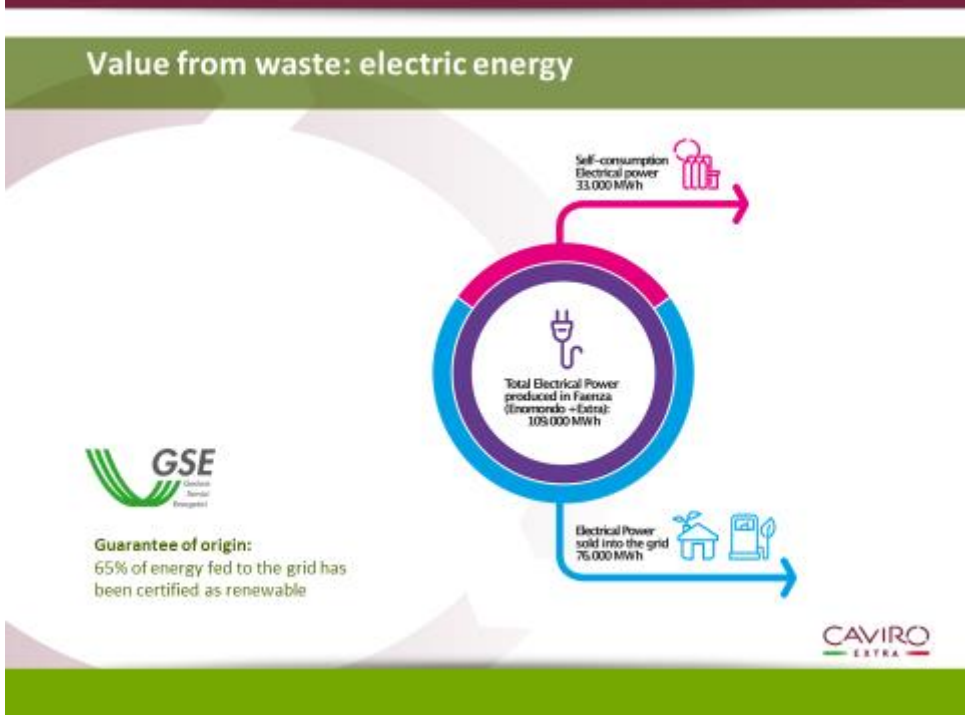 Value from waste: electric energy
Self-consumption
Electrical power
33.000 MWh
Total Electrical Power
produced in Faenza
(Enomondo +Extra):
109.000 MWh
GSE
Gestore
Servizi
Energetici
Guarantee of origin:
65% of energy fed to the grid has
been certified as renewable
Electrical Power
sold into the grid
76.000 MWh
CAVIRO
EXTRA